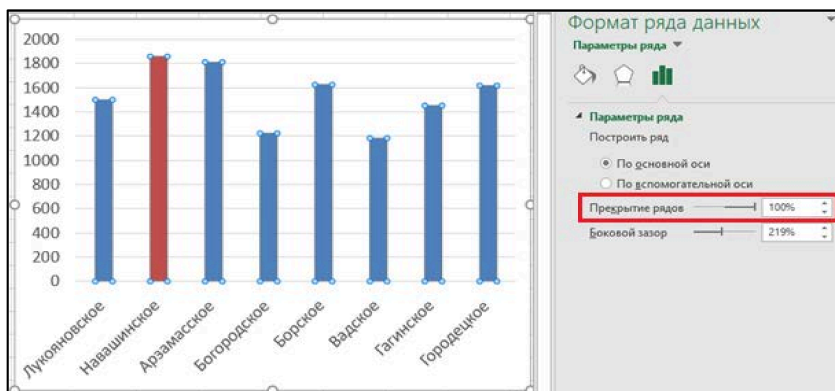 2000
1800
1600
1400
1200
1000
800
600
400
200
0
Лукояновское
Навашинское
Арзамасское
Богородское
Борское
Вадское
Гагинское
Городецкое
Формат ряда данных
Параметры ряда
Параметры ряда
Построить ряд
По основной оси
По вспомогательной оси
Прекрытие рядов 100%
Боковой зазор 219%